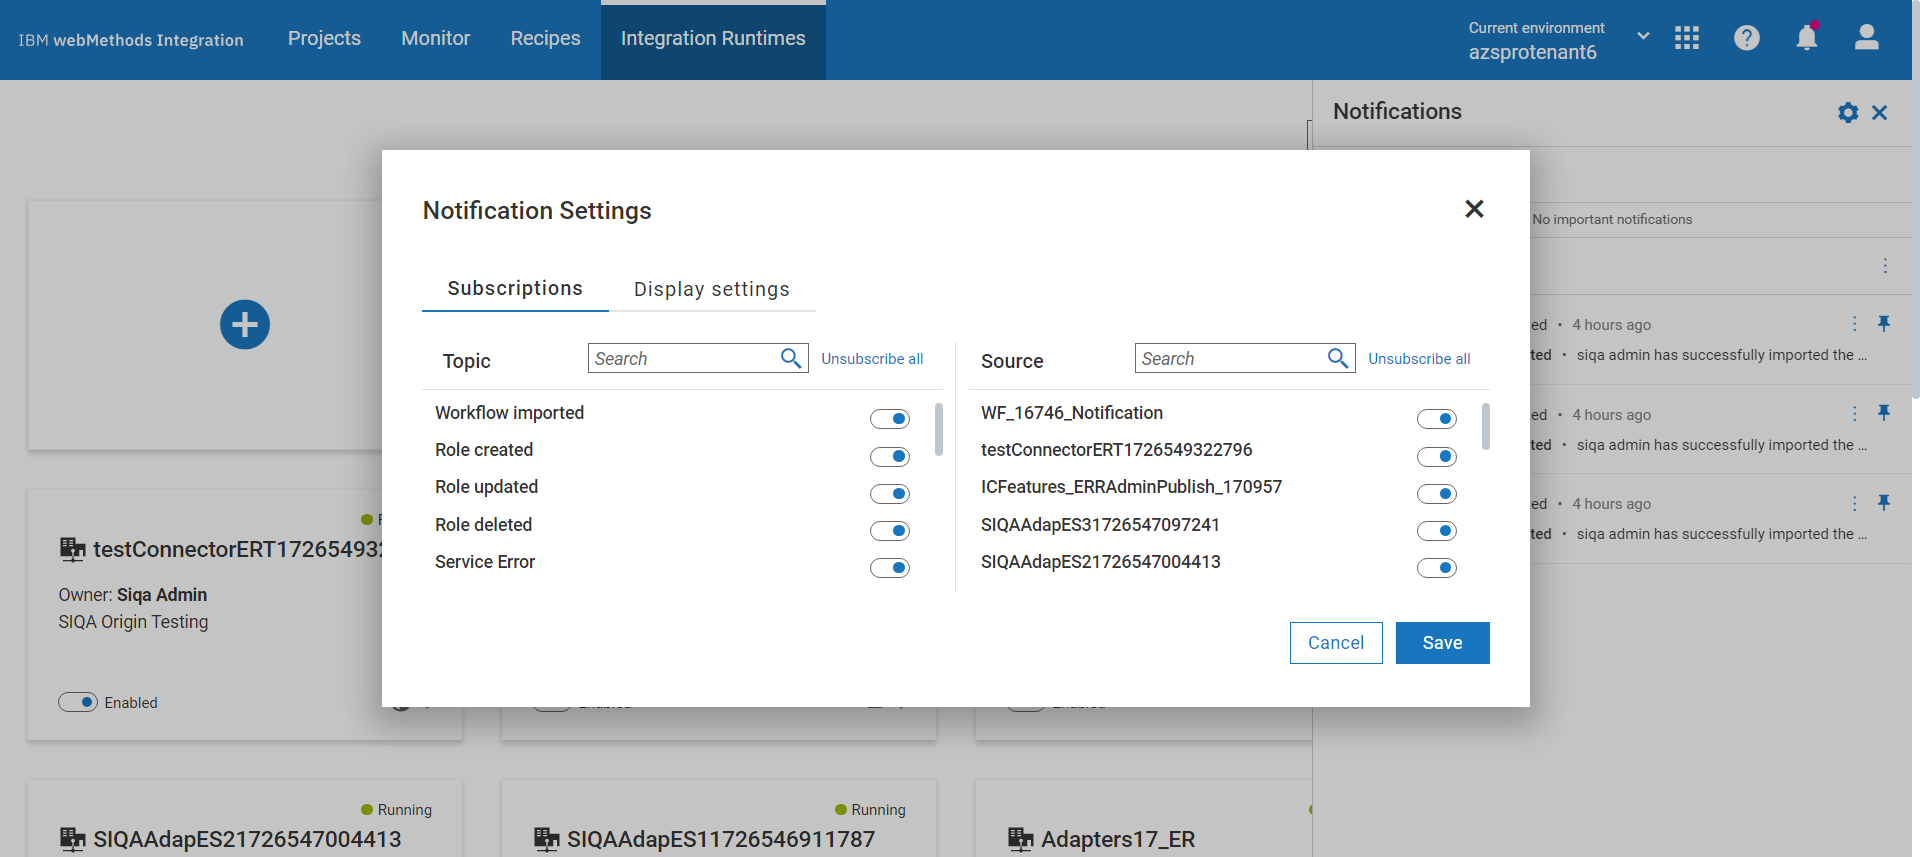 IBM webMethods Integration
Projects
Monitor
Recipes
Integration Runtimes
Current environment
azsprotenant6
Notifications
No important notifications
Notification Settings
Subscriptions
Display settings
Topic
Search
Unsubscribe all
Source
Search
Unsubscribe all
Workflow imported
Role created
Role updated
Role deleted
Service Error
WF_16746_Notification
testConnectorERT1726549322796
ICFeatures_ERRAdminPublish_170957
SIQAAdapES31726547097241
SIQAAdapES21726547004413
Cancel
Save
ed • 4 hours ago
ted • siqa admin has successfully imported the ...
ed • 4 hours ago
ted • siqa admin has successfully imported the ...
ed • 4 hours ago
ted • siqa admin has successfully imported the ...
testConnectorERT172654932
Owner: Siqa Admin
SIQA Origin Testing
Enabled
Running
SIQAAdapES21726547004413
Running
SIQAAdapES11726546911787
Adapters17_ER